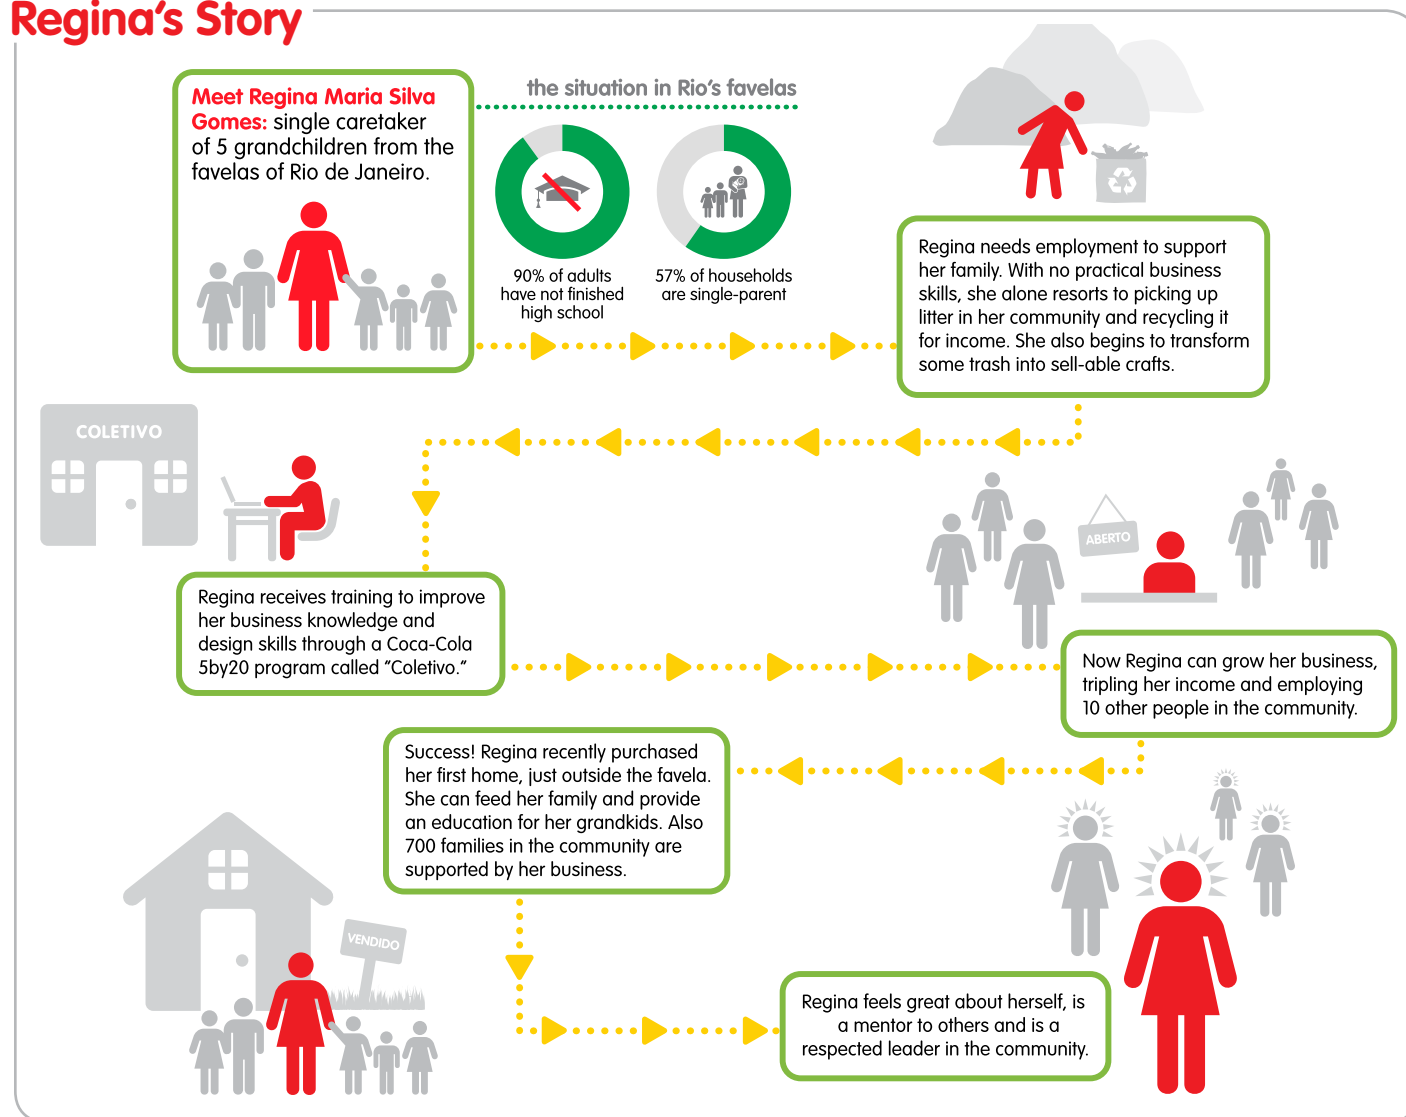 Regina's Story
Meet Regina Maria Silva
Gomes: single caretaker
of 5 grandchildren from the
favelas of Rio de Janeiro.
the situation in Rio's favelas
90% of adults
have not finished
high school
57% of households
are single-parent
Regina needs employment to support
her family. With no practical business
skills, she alone resorts to picking up
litter in her community and recycling it
for income. She also begins to transform
some trash into sell-able crafts.
COLETIVO
Regina receives training to improve
her business knowledge and
design skills through a Coca-Cola
5by20 program called "Coletivo."
ABERTO
Now Regina can grow her business,
tripling her income and employing
10 other people in the community.
Success! Regina recently purchased
her first home, just outside the favela.
She can feed her family and provide
an education for her grandkids. Also
700 families in the community are
supported by her business.
VENDIDO
Regina feels great about herself, is
a mentor to others and is a
respected leader in the community.